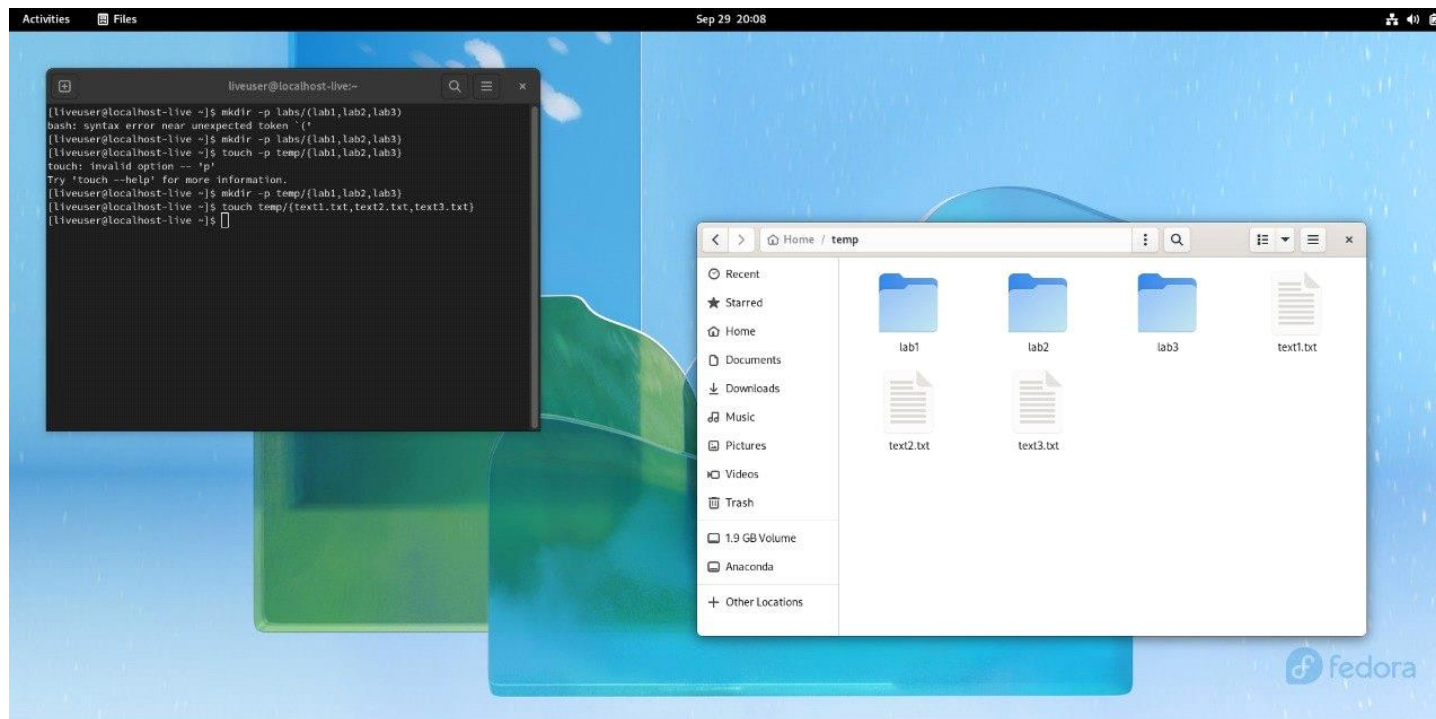 Activities Files Sep 29 20:08
liveuser@localhost-live:~
[liveuser@localhost-live ~]$ mkdir -p labs/(lab1,lab2,lab3)
bash: syntax error near unexpected token `('
[liveuser@localhost-live ~]$ mkdir -p labs/{lab1,lab2,lab3}
[liveuser@localhost-live ~]$ touch -p temp/{lab1,lab2,lab3}
touch: invalid option -- 'p'
Try 'touch --help' for more information.
[liveuser@localhost-live ~]$ mkdir -p temp/{lab1,lab2,lab3}
[liveuser@localhost-live ~]$ touch temp/{text1.txt,text2.txt,text3.txt}
[liveuser@localhost-live ~]$
Home / temp
Recent
Starred
Home
Documents
Downloads
Music
Pictures
Videos
Trash
1.9 GB Volume
Anaconda
+ Other Locations
lab1 lab2 lab3 text1.txt
text2.txt text3.txt
fedora